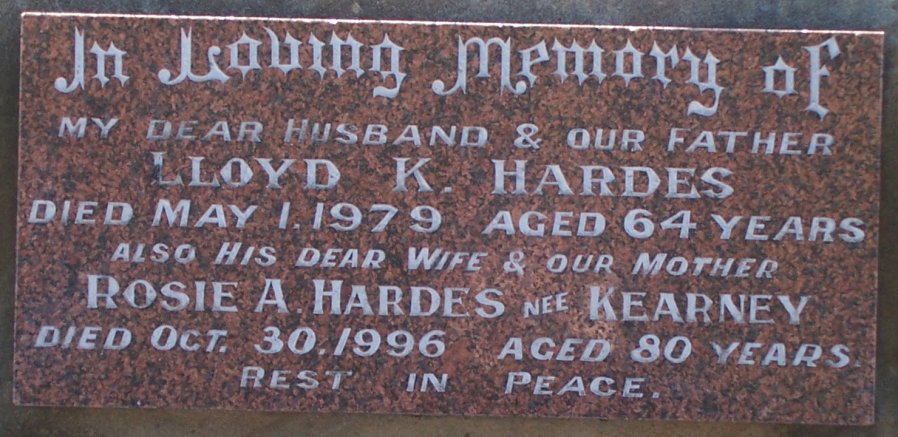 In Loving Memory of
MY DEAR HUSBAND & OUR FATHER
LLOYD K. HARDES
DIED MAY 1. 1979 AGED 64 YEARS
ALSO HIS DEAR WIFE & OUR MOTHER
ROSIE A. HARDES NEE KEARNEY
DIED OCT. 30. 1996 AGED 80 YEARS.
REST IN PEACE.